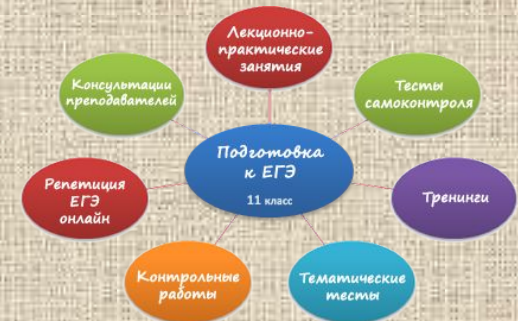 Лекционно-
практические
занятия
Консультации
преподавателей
Тесты
самоконтроля
Подготовка
к ЕГЭ
11 класс
Репетиция
ЕГЭ
онлайн
Тренинги
Контрольные
работы
Тематические
тесты